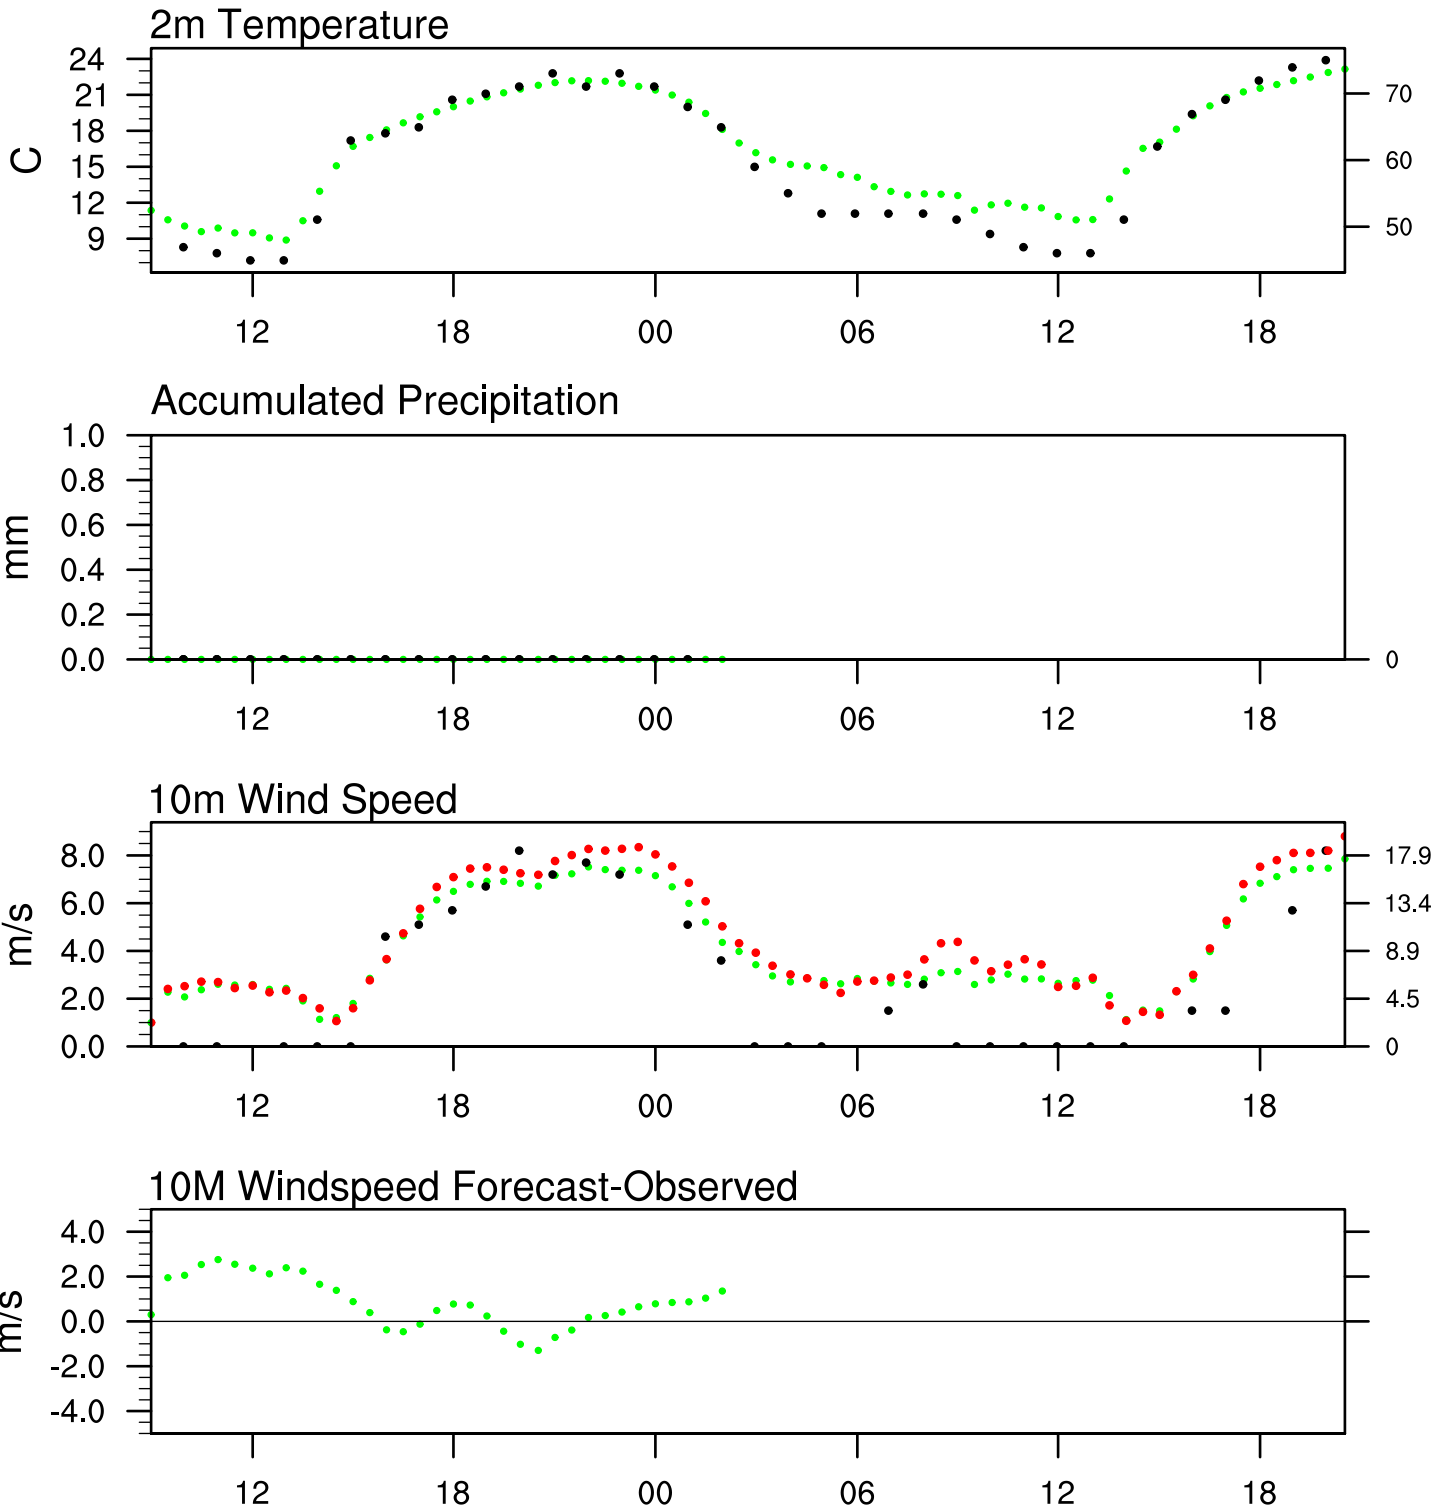 2m Temperature
24
21
18
15
12
9
C
70
60
50
12 18 00 06 12 18
Accumulated Precipitation
1.0
0.8
0.6
0.4
0.2
0.0
mm
0
12 18 00 06 12 18
10m Wind Speed
8.0
6.0
4.0
2.0
0.0
m/s
17.9
13.4
8.9
4.5
0
12 18 00 06 12 18
10M Windspeed Forecast-Observed
4.0
2.0
0.0
-2.0
-4.0
m/s
12 18 00 06 12 18